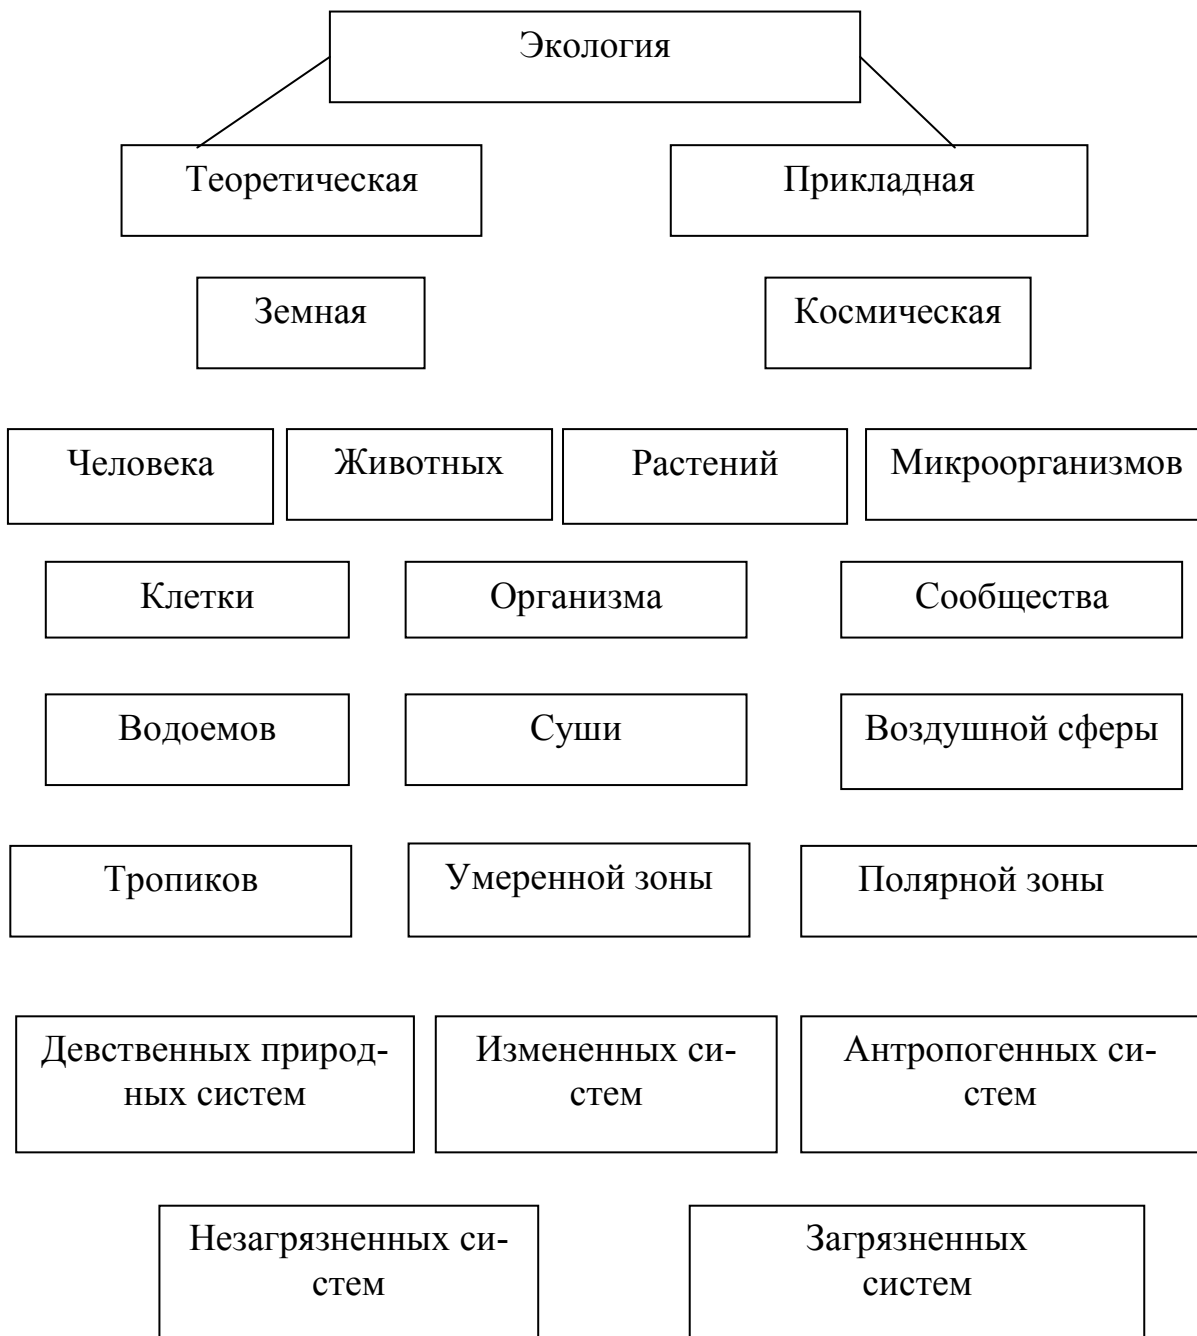 Экология
Теоретическая Прикладная
Земная Космическая
Человека Животных Растений Микроорганизмов
Клетки Организма Сообщества
Водоемов Суши Воздушной сферы
Тропиков Умеренной зоны Полярной зоны
Девственных природ- Измененных си- Антропогенных си-
ных систем стем стем
Незагрязненных си- Загрязненных
стем систем